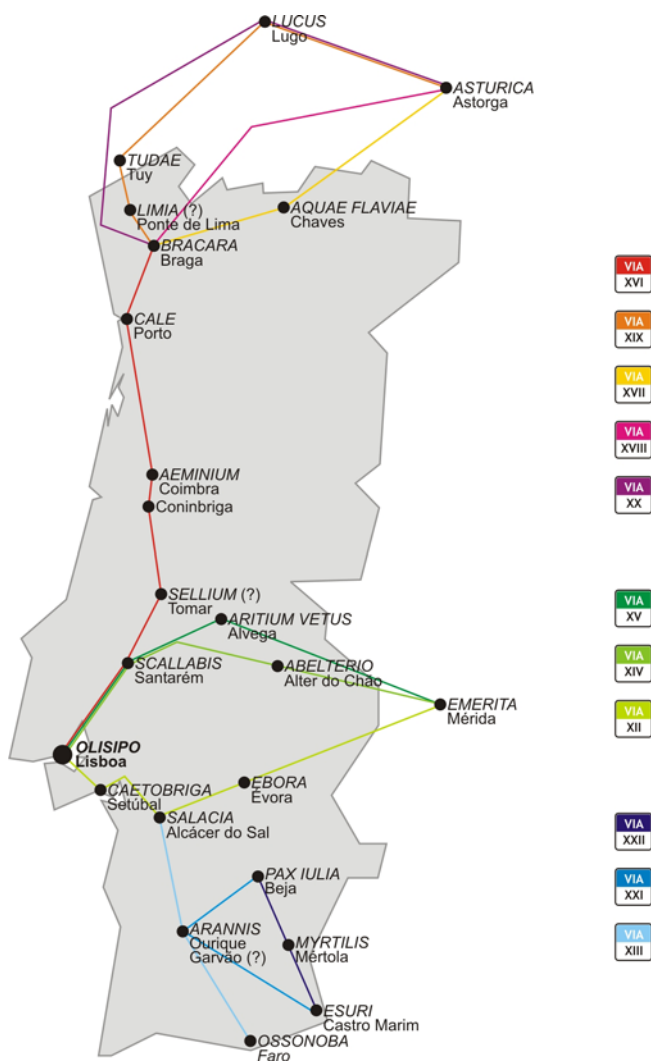 LUCUS
Lugo
ASTURICA
Astorga
TUDAE
Tuy
LIMIA (?)
Ponte de Lima
AQUAE FLAVIAE
Chaves
BRACARA
Braga
CALE
Porto
AEMINIUM
Coimbra
Coninbriga
SELLIUM (?)
Tomar
ARITIUM VETUS
Alvega
SCALLABIS
Santarém
ABELTERIO
Alter do Chão
EMERITA
Mérida
OLISIPO
Lisboa
CAETOBRIGA
Setúbal
EBORA
Évora
SALACIA
Alcácer do Sal
PAX IULIA
Beja
ARANNIS
Ourique
Garvão (?)
MYRTILIS
Mértola
ESURI
Castro Marim
OSSONOBA
Faro
VIA
XVI
VIA
XIX
VIA
XVII
VIA
XVIII
VIA
XX
VIA
XV
VIA
XIV
VIA
XII
VIA
XXII
VIA
XXI
VIA
XIII